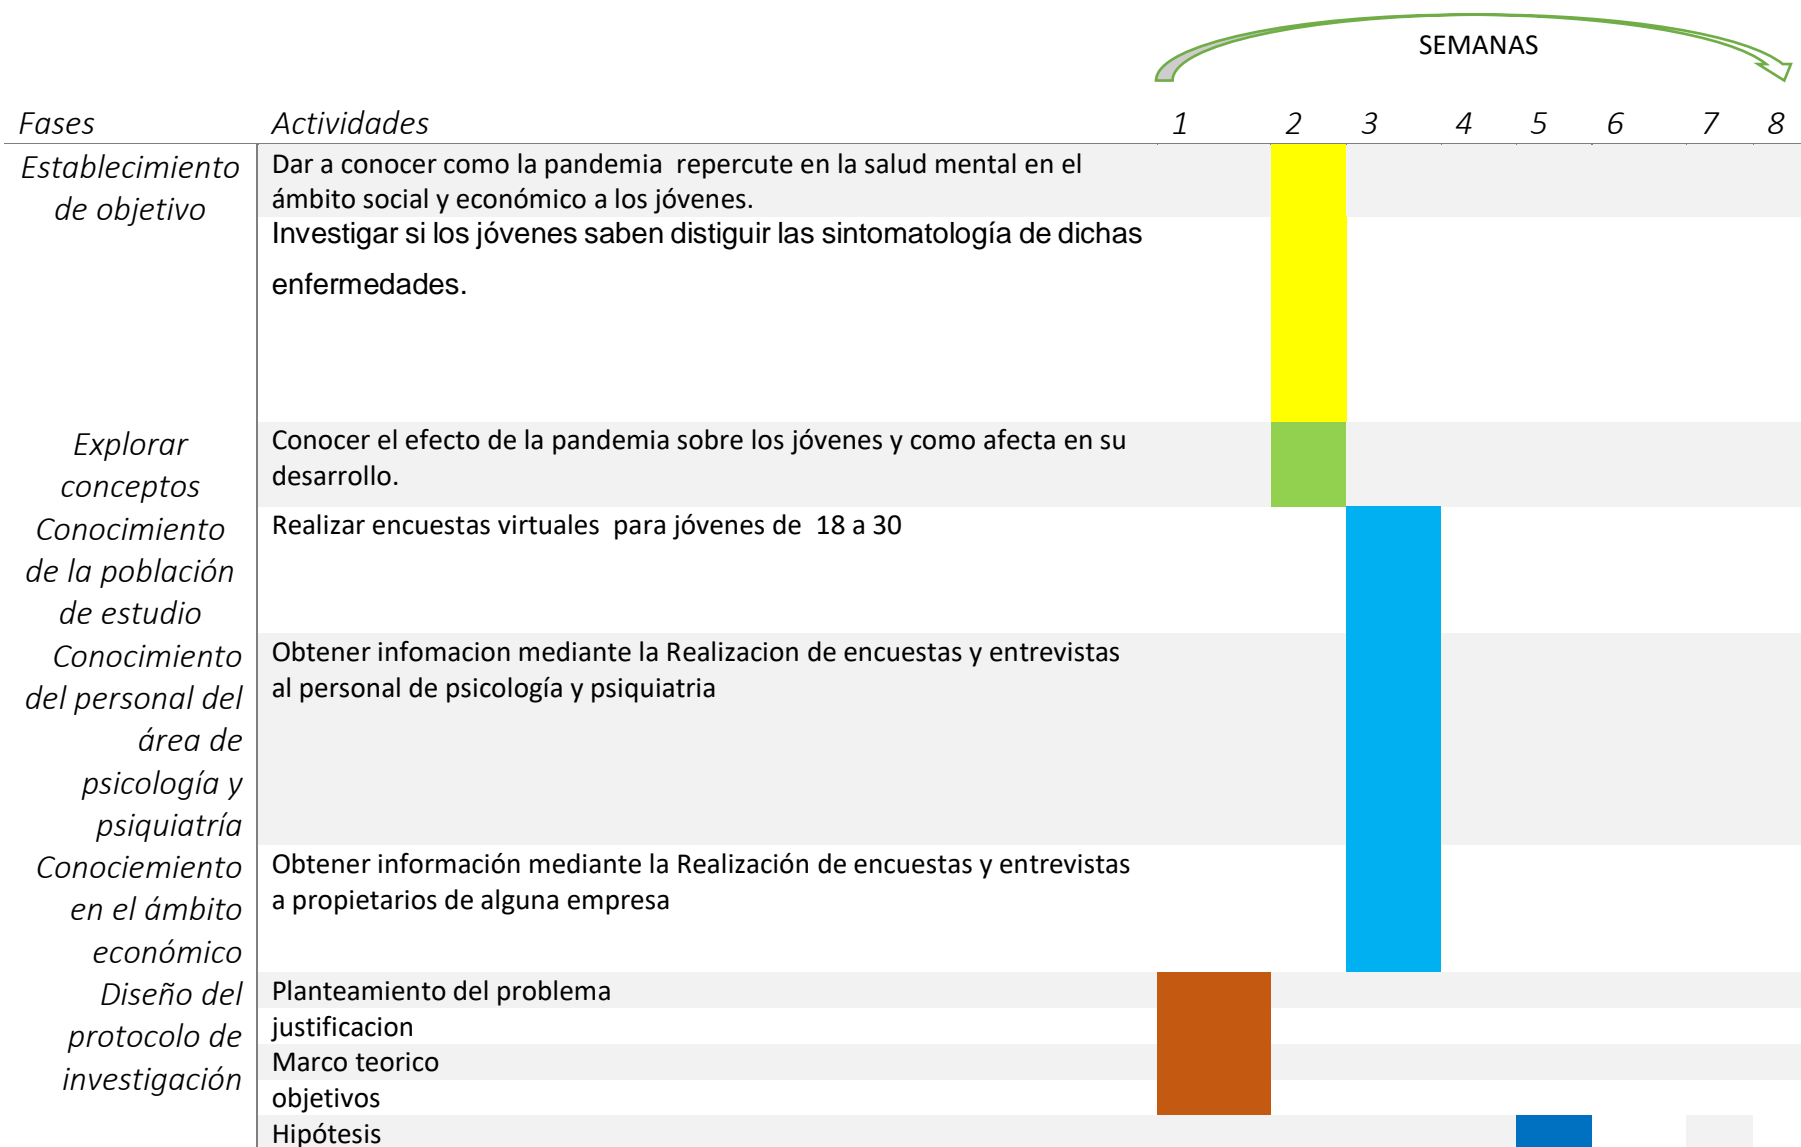 SEMANAS
Fases Actividades 1 2 3 4 5 6 7 8
Establecimiento
de objetivo
Dar a conocer como la pandemia  repercute en la salud mental en el
ámbito social y económico a los jóvenes.
Investigar si los jóvenes saben distiguir las sintomatología de dichas
enfermedades.
Explorar
conceptos
Conocer el efecto de la pandemia sobre los jóvenes y como afecta en su
desarrollo.
Conocimiento
de la población
de estudio
Realizar encuestas virtuales  para jóvenes de  18 a 30
Conocimiento
del personal del
área de
psicología y
psiquiatría
Obtener infomacion mediante la Realizacion de encuestas y entrevistas
al personal de psicología y psiquiatria
Conociemiento
en el ámbito
económico
Obtener información mediante la Realización de encuestas y entrevistas
a propietarios de alguna empresa
Diseño del
protocolo de
investigación
Planteamiento del problema
justificacion
Marco teorico
objetivos
Hipótesis